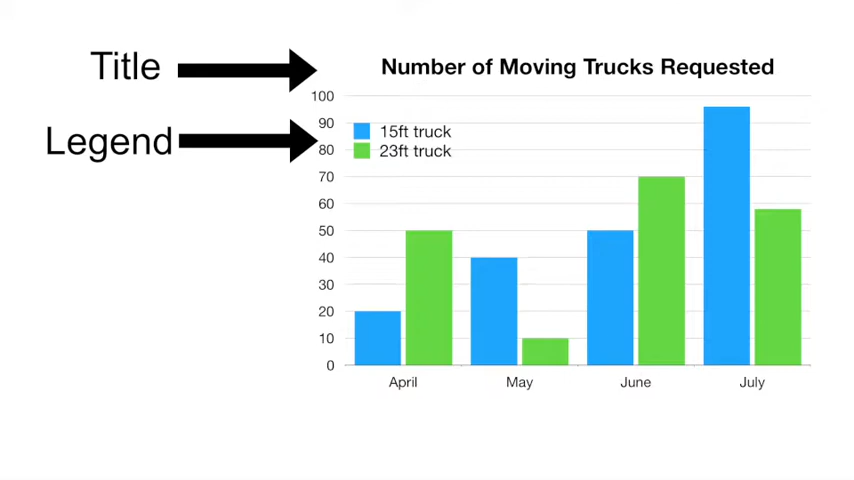 Title
Number of Moving Trucks Requested
Legend
15ft truck
23ft truck
100
90
80
70
60
50
40
30
20
10
0
April May June July